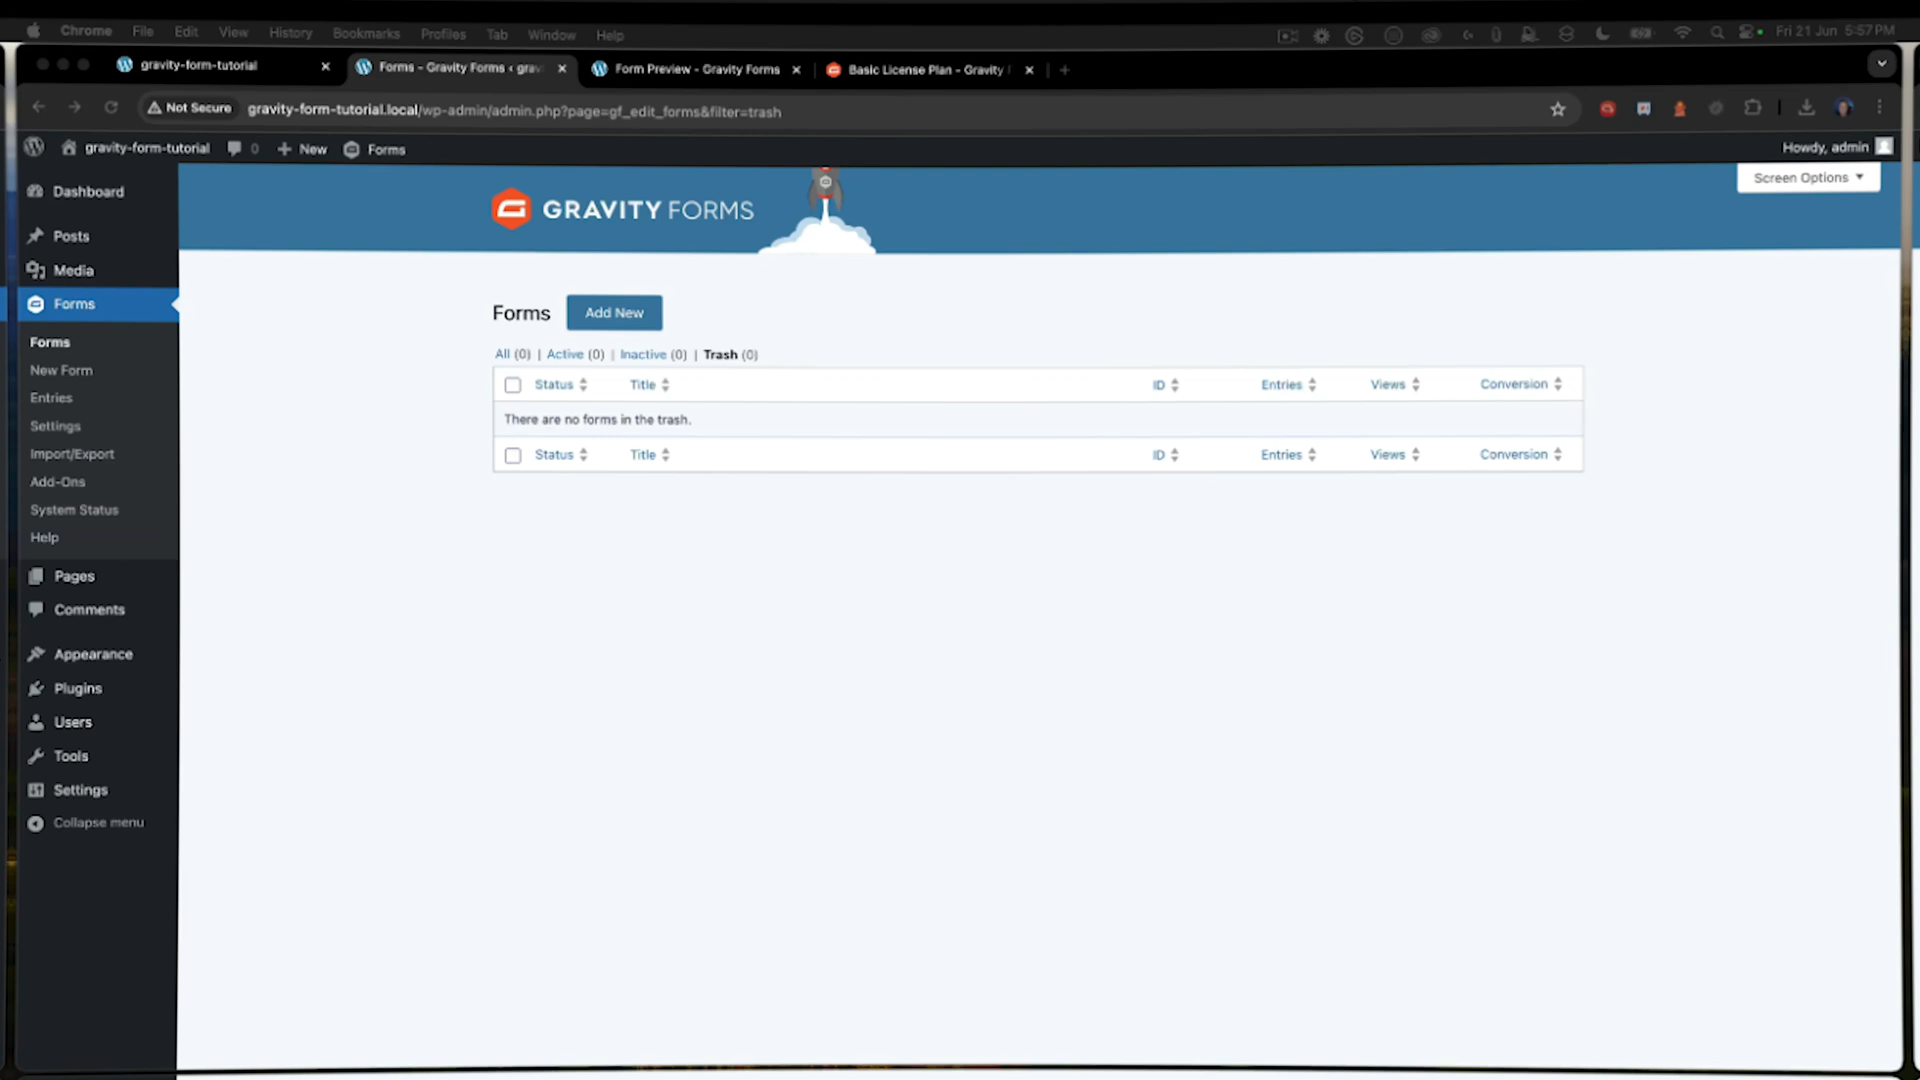 Chrome File Edit View History Bookmarks Profiles Tab Window Help Fri 21 Jun 5:57PM
gravity-form-tutorial Forms - Gravity Forms ‹ grav Form Preview - Gravity Forms Basic License Plan - Gravity
Not Secure gravity-form-tutorial.local/wp-admin/admin.php?page=gf_edit_forms&filter=trash
gravity-form-tutorial 0 New Forms Howdy, admin
Screen Options
Dashboard
Posts
Media
Forms
Forms
New Form
Entries
Settings
Import/Export
Add-Ons
System Status
Help
Pages
Comments
Appearance
Plugins
Users
Tools
Settings
Collapse menu
GRAVITY FORMS
Forms Add New
All (0) | Active (0) | Inactive (0) | Trash (0)
Status Title ID Entries Views Conversion
There are no forms in the trash.
Status Title ID Entries Views Conversion